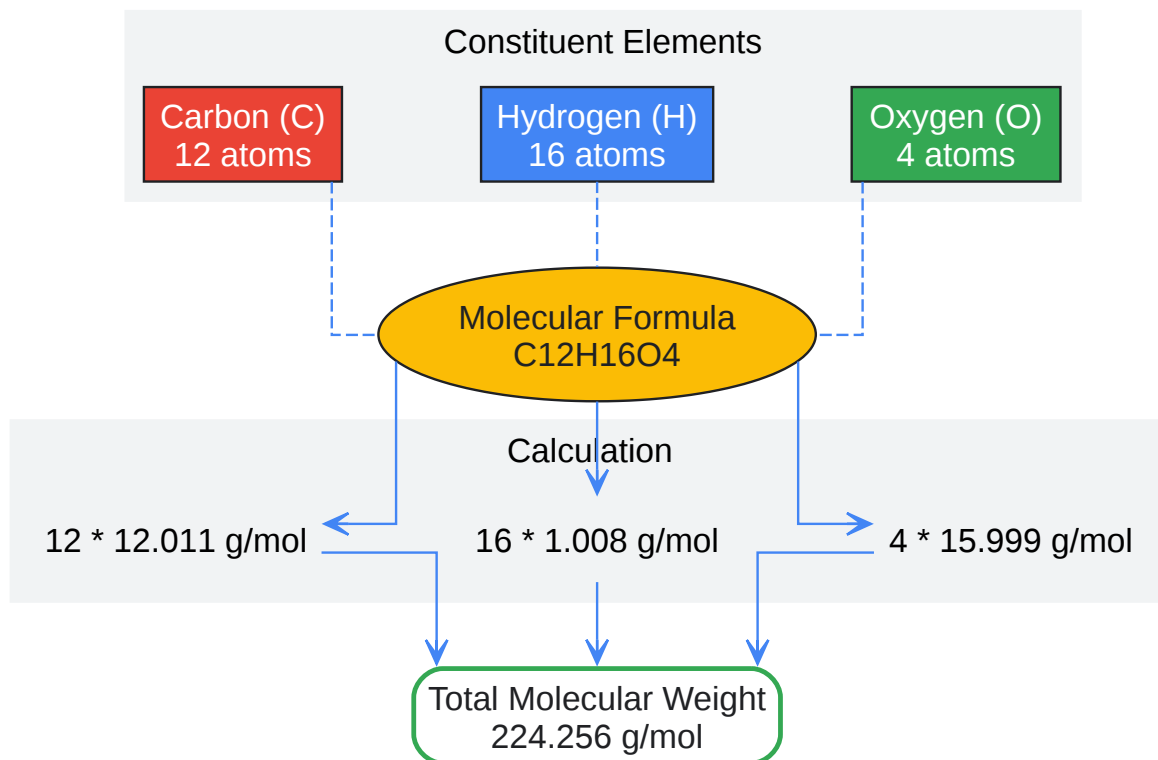 Constituent Elements
Carbon (C)
12 atoms
Hydrogen (H)
16 atoms
Oxygen (O)
4 atoms
Molecular Formula
C12H16O4
Calculation
12 * 12.011 g/mol
16 * 1.008 g/mol
4 * 15.999 g/mol
Total Molecular Weight
224.256 g/mol